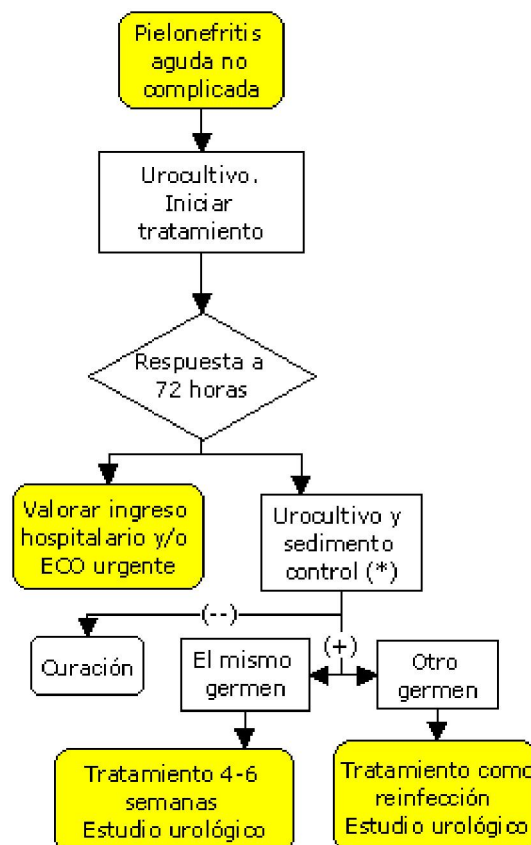 Pielonefritis
aguda no
complicada
Urocultivo.
Iniciar
tratamiento
Respuesta a
72 horas
Valorar ingreso
hospitalario y/o
ECO urgente
Urocultivo y
sedimento
control (*)
(--)
(+)
Curación
El mismo
germen
Otro
germen
Tratamiento 4-6
semanas
Estudio urológico
Tratamiento como
reinfección
Estudio urológico